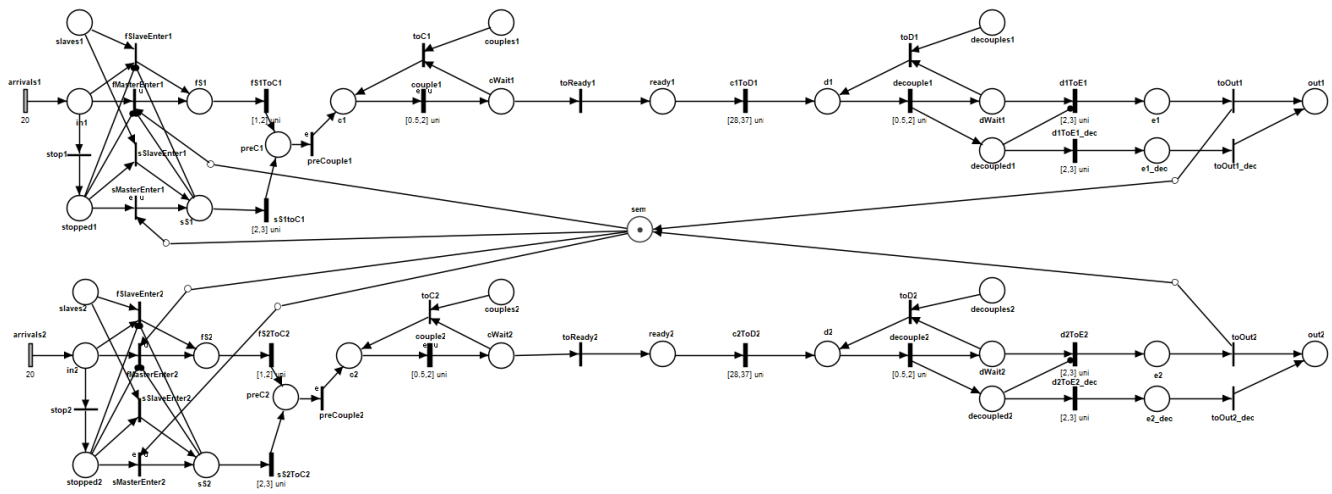 slaves1
fSlaveEnter1
arrivals1
20
in1
fMasterEnter1
e u
fS1
fS1ToC1
[1,2] uni
stop1
sSlaveEnter1
sMasterEnter1
e u
stopped1
sS1
sS1toC1
[2,3] uni
preC1
e
preCouple1
toC1
couples1
c1
couple1
e u
[0.5,2] uni
cWait1
toReady1
ready1
c1ToD1
[28,37] uni
toD1
decouples1
d1
decouple1
[0.5,2] uni
dWait1
d1ToE1
[2,3] uni
e1
toOut1
out1
decoupled1
d1ToE1_dec
[2,3] uni
e1_dec
toOut1_dec
sem
slaves2
fSlaveEnter2
arrivals2
20
in2
fMasterEnter2
e u
fS2
fS2ToC2
[1,2] uni
stop2
sSlaveEnter2
sMasterEnter2
e u
stopped2
sS2
sS2ToC2
[2,3] uni
preC2
e
preCouple2
toC2
couples2
c2
couple2
e u
[0.5,2] uni
cWait2
toReady2
ready2
c2ToD2
[28,37] uni
toD2
decouples2
d2
decouple2
[0.5,2] uni
dWait2
d2ToE2
[2,3] uni
e2
toOut2
out2
decoupled2
d2ToE2_dec
[2,3] uni
e2_dec
toOut2_dec